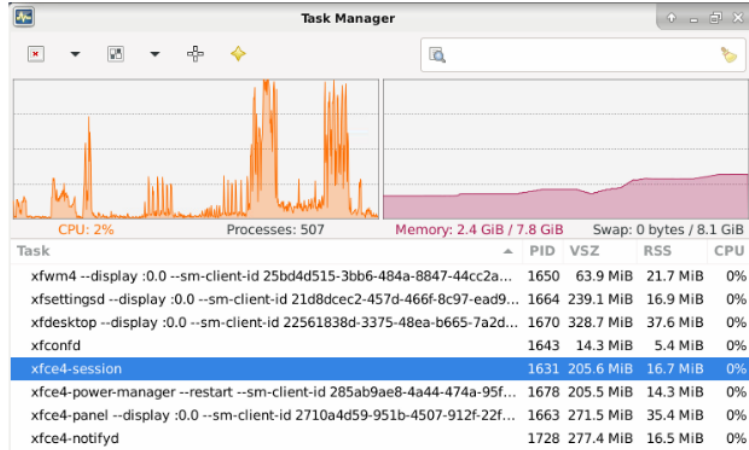 Task Manager
CPU: 2% Processes: 507 Memory: 2.4 GiB / 7.8 GiB Swap: 0 bytes / 8.1 GiB
Task PID VSZ RSS CPU
xfwm4 --display :0.0 --sm-client-id 25bd4d515-3bb6-484a-8847-44cc2a... 1650 63.9 MiB 21.7 MiB 0%
xfsettingsd --display :0.0 --sm-client-id 21d8dcec2-457d-466f-8c97-ead9... 1664 239.1 MiB 16.9 MiB 0%
xfdesktop --display :0.0 --sm-client-id 22561838d-3375-48ea-b665-7a2d... 1670 328.7 MiB 37.6 MiB 0%
xfconfd 1643 14.3 MiB 5.4 MiB 0%
xfce4-session 1631 205.6 MiB 16.7 MiB 0%
xfce4-power-manager --restart --sm-client-id 285ab9ae8-4a44-474a-95f... 1678 205.5 MiB 14.3 MiB 0%
xfce4-panel --display :0.0 --sm-client-id 2710a4d59-951b-4507-912f-22f... 1663 271.5 MiB 35.4 MiB 0%
xfce4-notifyd 1728 277.4 MiB 16.5 MiB 0%